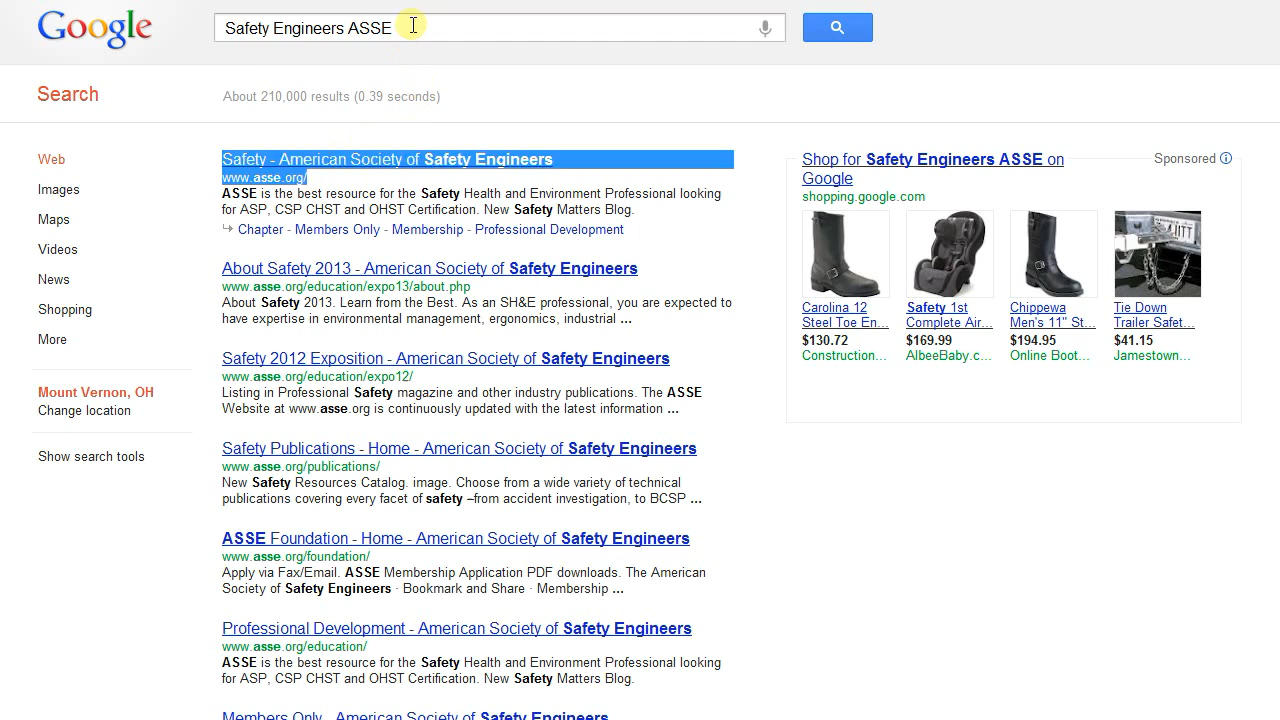 Google
Safety Engineers ASSE
Search
About 210,000 results (0.39 seconds)
Web
Images
Maps
Videos
News
Shopping
More
Mount Vernon, OH
Change location
Show search tools
Safety - American Society of Safety Engineers
www.asse.org/
ASSE is the best resource for the Safety Health and Environment Professional looking
for ASP, CSP CHST and OHST Certification. New Safety Matters Blog.
Chapter - Members Only - Membership - Professional Development
About Safety 2013 - American Society of Safety Engineers
www.asse.org/education/expo13/about.php
About Safety 2013. Learn from the Best. As an SH&E professional, you are expected to
have expertise in environmental management, ergonomics, industrial ...
Safety 2012 Exposition - American Society of Safety Engineers
www.asse.org/education/expo12/
Listing in Professional Safety magazine and other industry publications. The ASSE
Website at www.asse.org is continuously updated with the latest information ...
Safety Publications - Home - American Society of Safety Engineers
www.asse.org/publications/
New Safety Resources Catalog. image. Choose from a wide variety of technical
publications covering every facet of safety –from accident investigation, to BCSP ...
ASSE Foundation - Home - American Society of Safety Engineers
www.asse.org/foundation/
Apply via Fax/Email. ASSE Membership Application PDF downloads. The American
Society of Safety Engineers · Bookmark and Share · Membership ...
Professional Development - American Society of Safety Engineers
www.asse.org/education/
ASSE is the best resource for the Safety Health and Environment Professional looking
for ASP, CSP CHST and OHST Certification. New Safety Matters Blog.
Members Only - American Society of Safety Engineers
Shop for Safety Engineers ASSE on
Google
Sponsored
shopping.google.com
Carolina 12
Steel Toe En...
$130.72
Construction...
Safety 1st
Complete Air...
$169.99
AlbeeBaby.c...
Chippewa
Men's 11" St...
$194.95
Online Boot...
Tie Down
Trailer Safet...
$41.15
Jamestown...